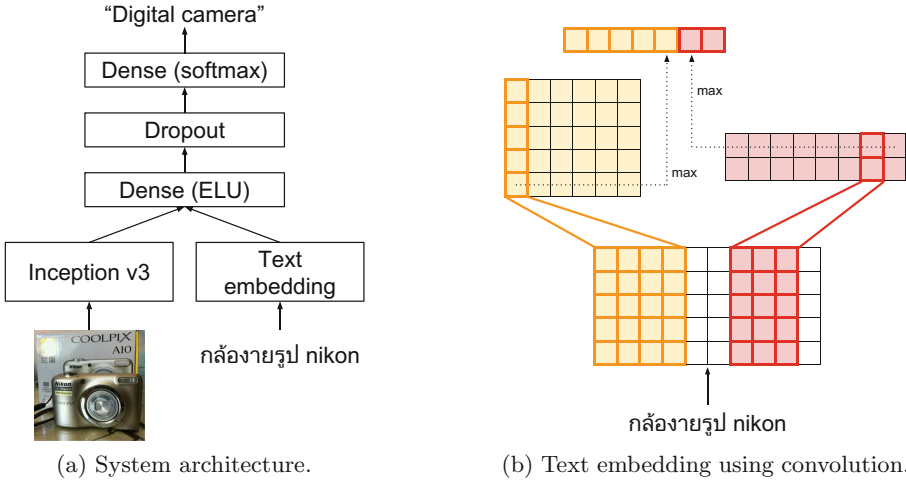 “Digital camera”
Dense (softmax)
Dropout
Dense (ELU)
Inception v3
Text
embedding
COOLPIX
A10
Nikon
Nikon
COOLPIX
กล้องงายรูป nikon
(a) System architecture.
max
max
กล้องงายรูป nikon
(b) Text embedding using convolution.